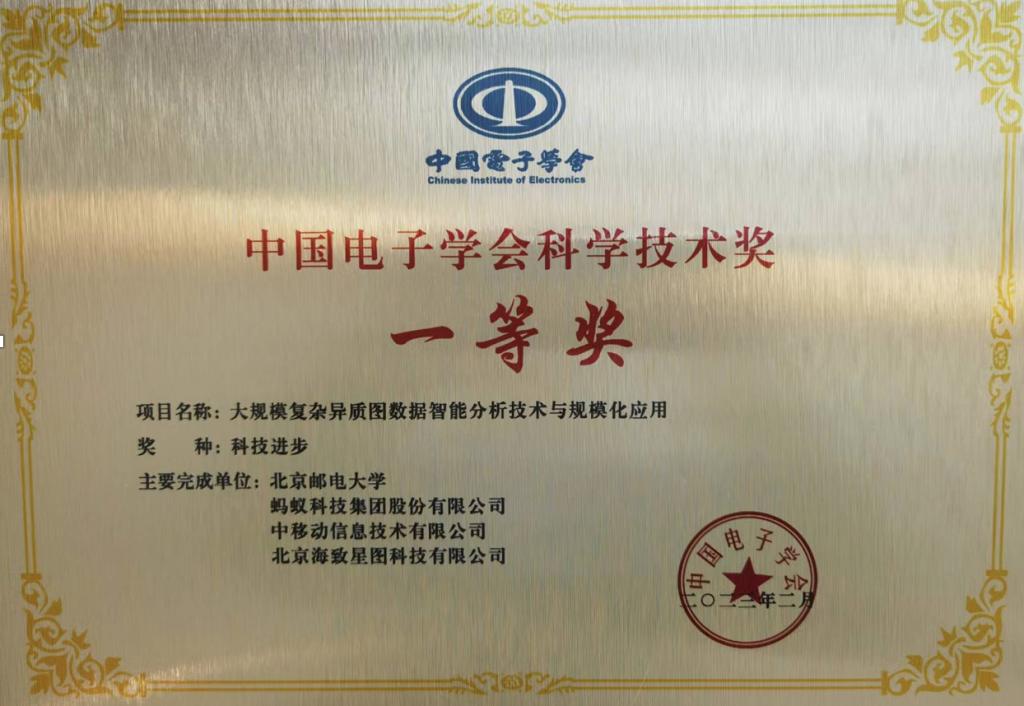 中國電子學會
Chinese Institute of Electronics
中国电子学会科学技术奖
一等奖
项目名称：大规模复杂异质图数据智能分析技术与规模化应用
奖　　种：科技进步
主要完成单位：北京邮电大学
蚂蚁科技集团股份有限公司
中移动信息技术有限公司
北京海致星图科技有限公司
中国电子学会
二〇二三年二月